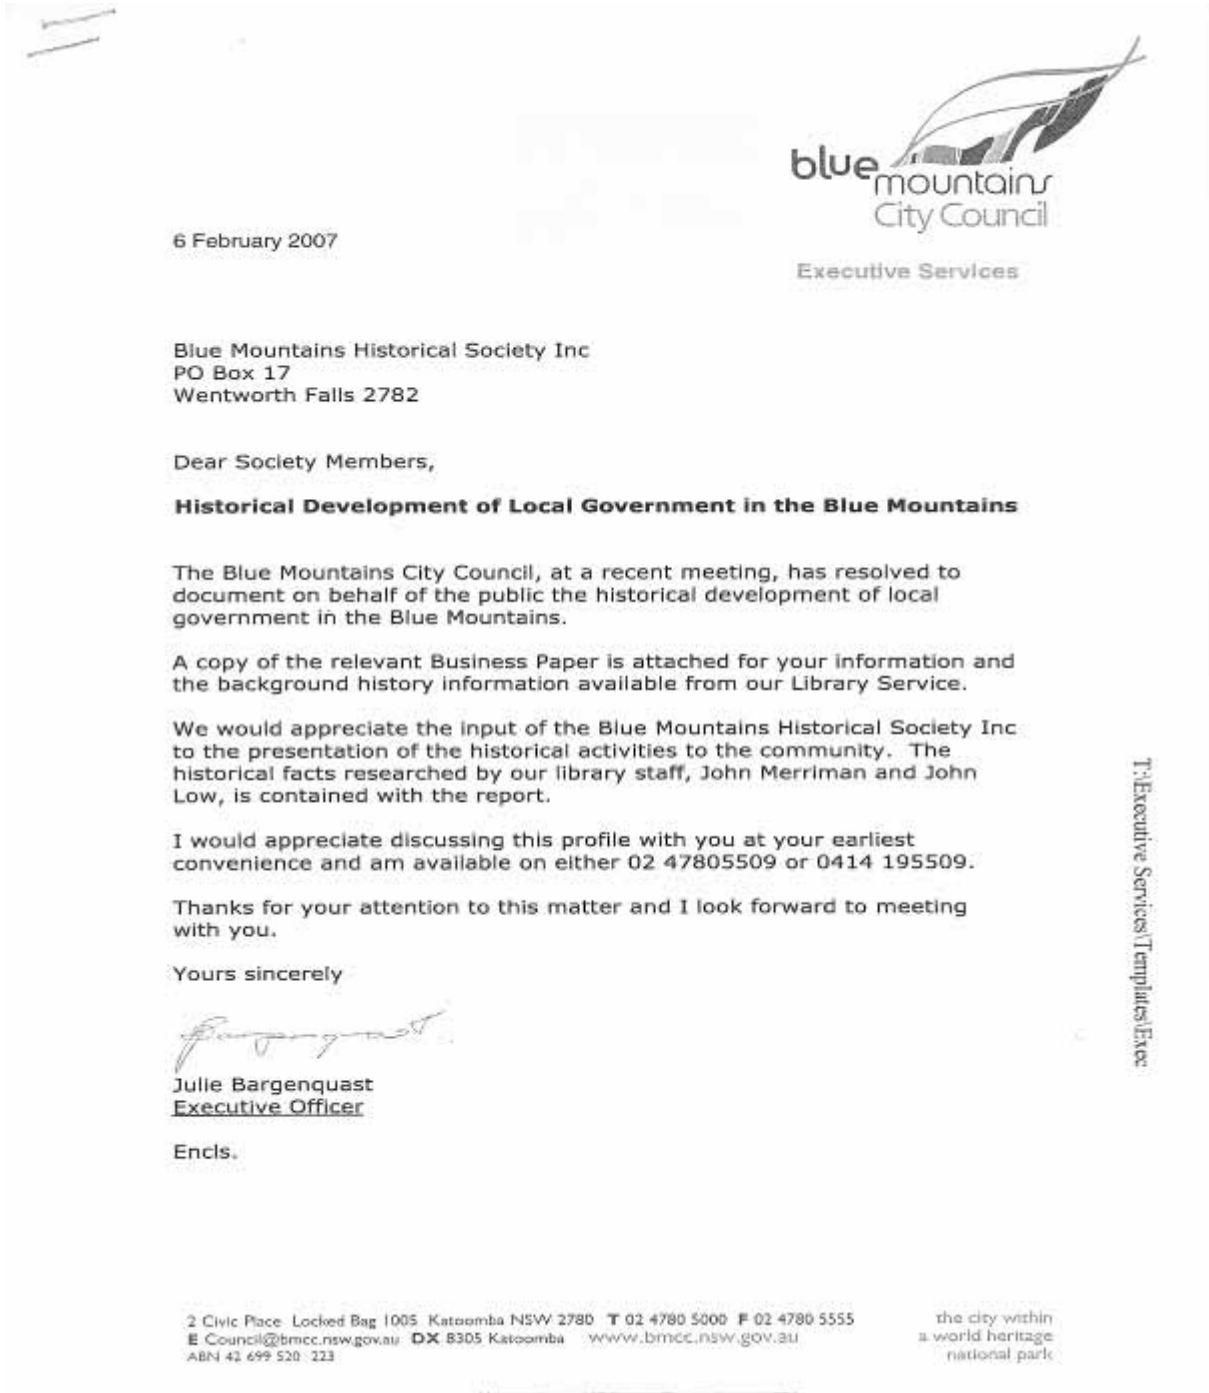 blue
mountains
City Council
6 February 2007
Executive Services
Blue Mountains Historical Society Inc
PO Box 17
Wentworth Falls 2782
Dear Society Members,
Historical Development of Local Government in the Blue Mountains
The Blue Mountains City Council, at a recent meeting, has resolved to
document on behalf of the public the historical development of local
government in the Blue Mountains.
A copy of the relevant Business Paper is attached for your information and
the background history information available from our Library Service.
We would appreciate the input of the Blue Mountains Historical Society Inc
to the presentation of the historical activities to the community. The
historical facts researched by our library staff, John Merriman and John
Low, is contained with the report.
I would appreciate discussing this profile with you at your earliest
convenience and am available on either 02 47805509 or 0414 195509.
Thanks for your attention to this matter and I look forward to meeting
with you.
Yours sincerely
JBargenquast
Julie Bargenquast
Executive Officer
Encls.
T:\Executive Services\Templates\Exec
2 Civic Place Locked Bag 1005 Katoomba NSW 2780 T 02 4780 5000 F 02 4780 5555
E Council@bmcc.nsw.gov.au DX 8305 Katoomba www.bmcc.nsw.gov.au
ABN 42 699 520 223
the city within
a world heritage
national park